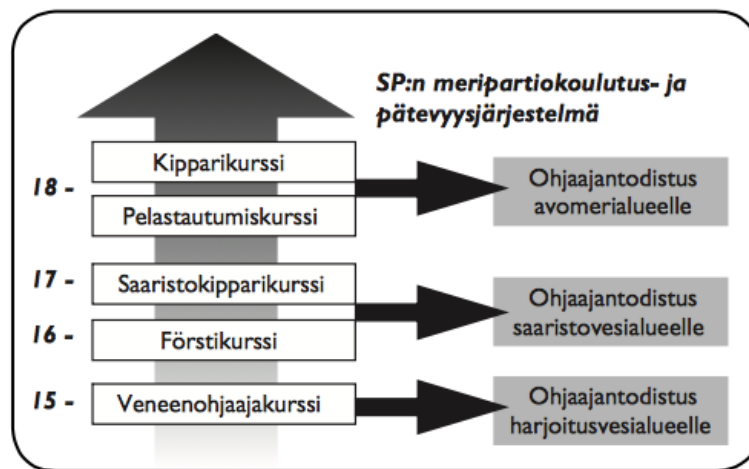 SP:n meripartiokoulutus- ja
pätevyysjärjestelmä
18 -
Kipparikurssi
Pelastautumiskurssi
Ohjaajantodistus
avomerialueelle
17 -
Saaristokipparikurssi
16 -
Förstikurssi
Ohjaajantodistus
saaristovesialueelle
15 -
Veneenohjaajakurssi
Ohjaajantodistus
harjoitusvesialueelle